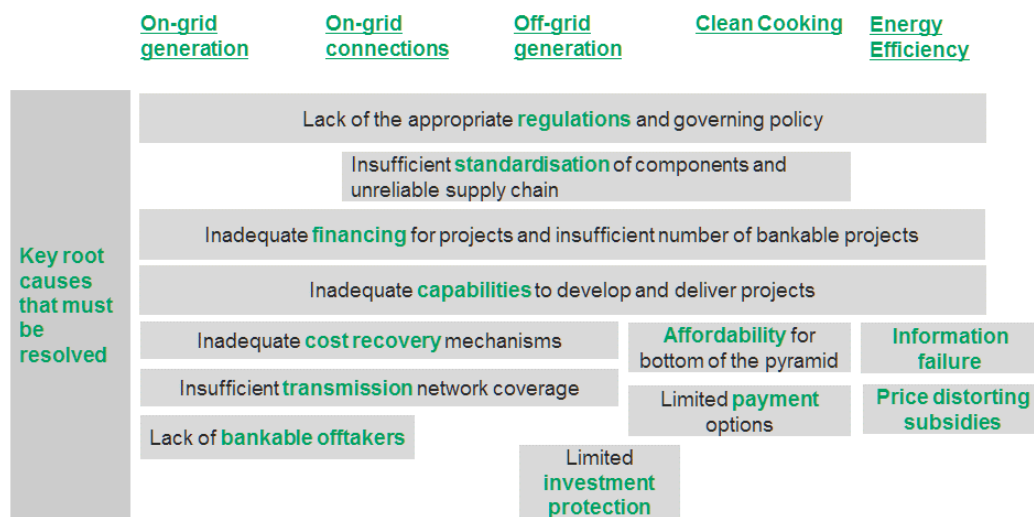 On-grid generation
On-grid connections
Off-grid generation
Clean Cooking
Energy Efficiency
Key root causes that must be resolved
Lack of the appropriate regulations and governing policy
Insufficient standardisation of components and
unreliable supply chain
Inadequate financing for projects and insufficient number of bankable projects
Inadequate capabilities to develop and deliver projects
Inadequate cost recovery mechanisms
Affordability for
bottom of the pyramid
Information
failure
Insufficient transmission network coverage
Limited payment
options
Price distorting
subsidies
Lack of bankable offtakers
Limited
investment
protection